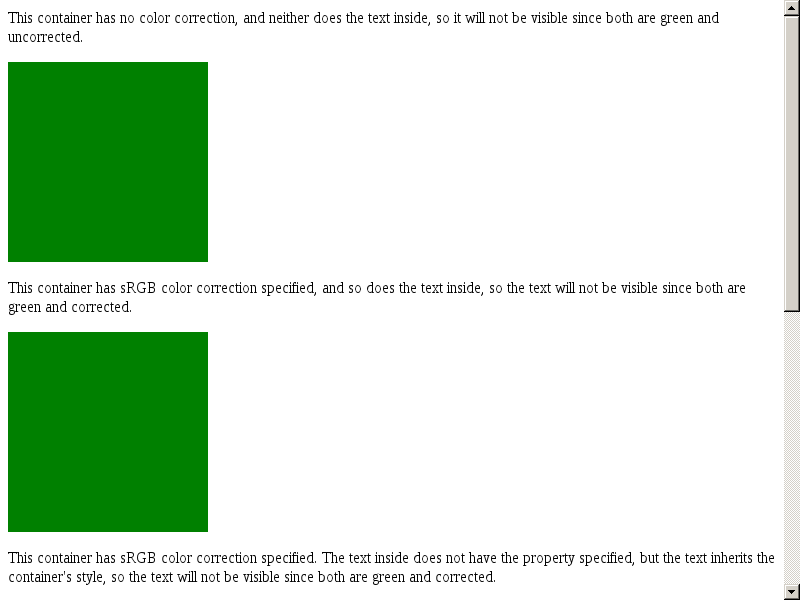 This container has no color correction, and neither does the text inside, so it will not be visible since both are green and
uncorrected.
This container has sRGB color correction specified, and so does the text inside, so the text will not be visible since both are
green and corrected.
This container has sRGB color correction specified. The text inside does not have the property specified, but the text inherits the
container's style, so the text will not be visible since both are green and corrected.